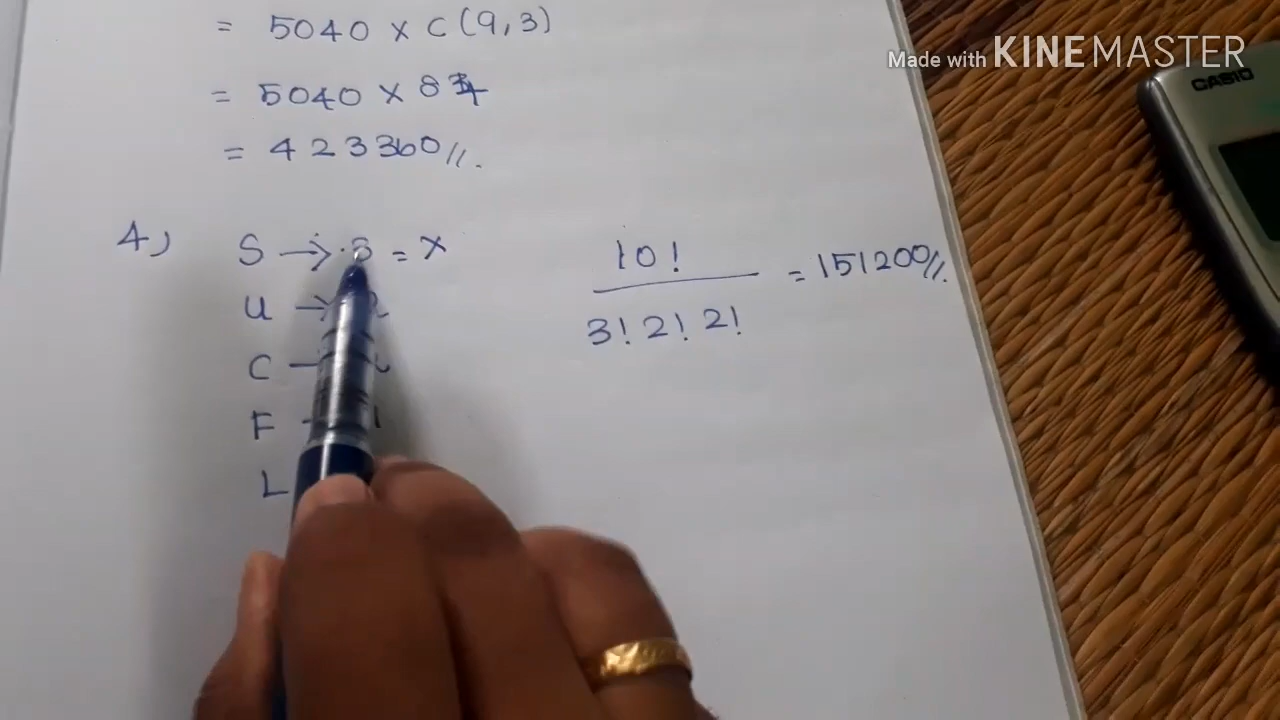 = 5040 × C(9,3)
Made with KINEMASTER
CASIO
= 5040 × 84
= 423360//.
4) S → 3 = X
10!
3! 2! 2!
= 151200//.
U →
C
F
L